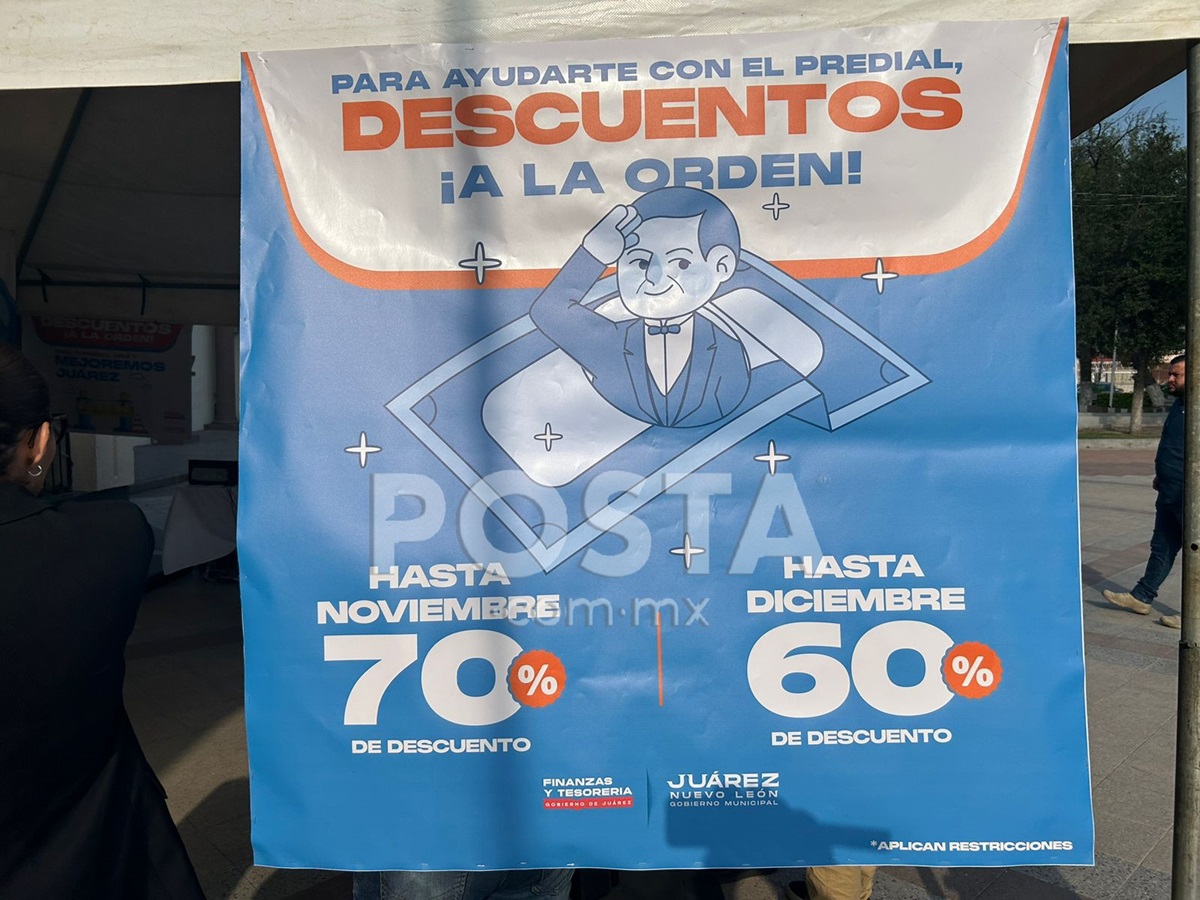 PARA AYUDARTE CON EL PREDIAL,
DESCUENTOS
¡A LA ORDEN!
DESCUENTOS
¡A LA ORDEN!
MEJOREMOS
JUÁREZ
POSTA
.com.mx
HASTA
NOVIEMBRE
70%
DE DESCUENTO
HASTA
DICIEMBRE
60%
DE DESCUENTO
FINANZAS
Y TESORERIA
GOBIERNO DE JUÁREZ
JUÁREZ
NUEVO LEÓN
GOBIERNO MUNICIPAL
*APLICAN RESTRICCIONES